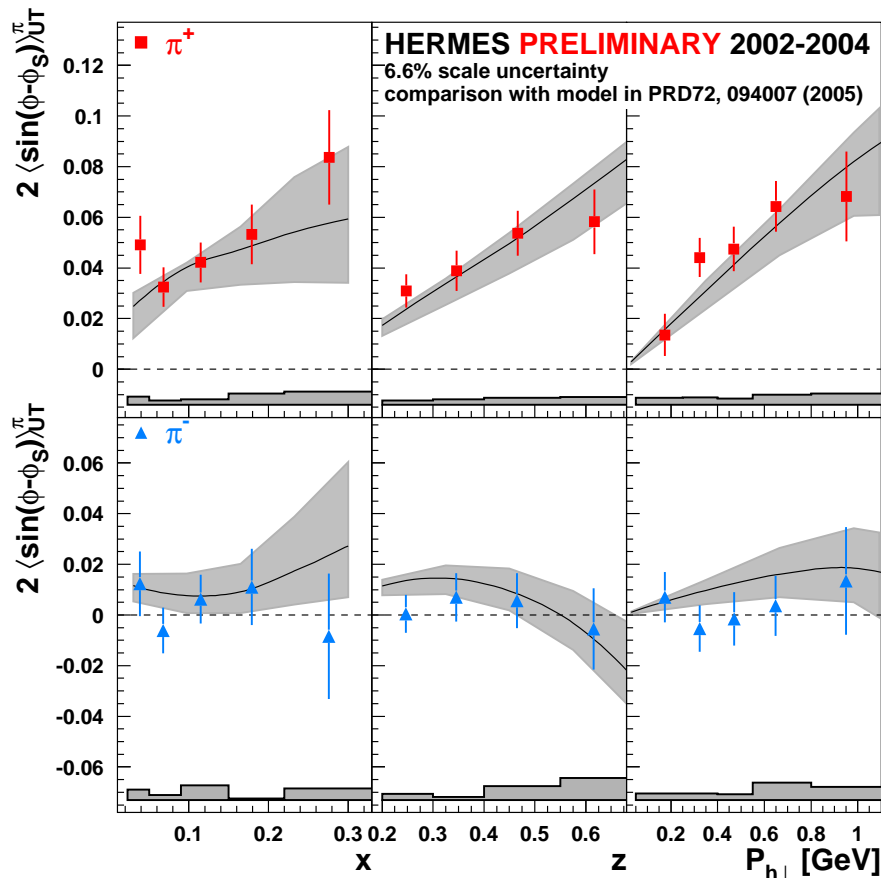 2 ⟨sin(ϕ-ϕS)⟩πUT
π+
HERMES PRELIMINARY 2002-2004
6.6% scale uncertainty
comparison with model in PRD72, 094007 (2005)
0.12
0.1
0.08
0.06
0.04
0.02
0
2 ⟨sin(ϕ-ϕS)⟩πUT
π-
0.06
0.04
0.02
0
-0.02
-0.04
-0.06
0.1 0.2 0.3 0.2 0.3 0.4 0.5 0.6 0.2 0.4 0.6 0.8 1
x z Ph⊥ [GeV]